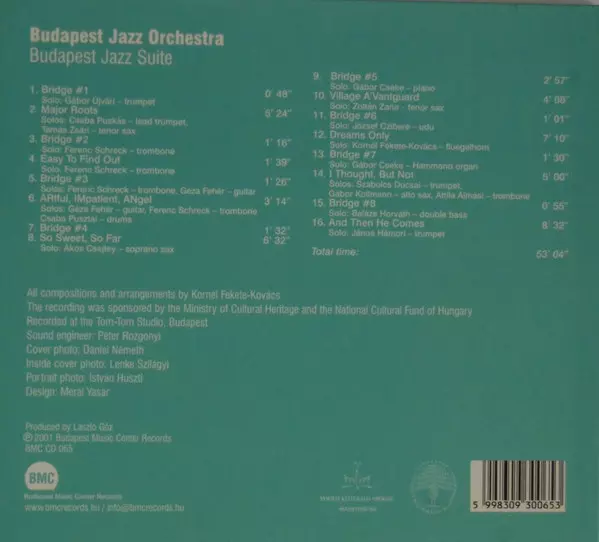 Budapest Jazz Orchestra
Budapest Jazz Suite
1. Bridge #1 0' 48"
Solo: Gábor Újvári – trumpet
2. Major Roots 5' 24"
Solos: Csaba Puskás – lead trumpet,
Tamás Zsári – tenor sax
3. Bridge #2 1' 16"
Solo: Ferenc Schreck – trombone
4. Easy To Find Out 1' 39"
Solo: Ferenc Schreck – trombone
5. Bridge #3 1' 26"
Solos: Ferenc Schreck – trombone, Géza Fehér – guitar
6. ARtful, IMpatient, ANgel 3' 14"
Solos: Géza Fehér – guitar, Ferenc Schreck – trombone
Csaba Pusztai – drums
7. Bridge #4 1' 32"
8. So Sweet, So Far 6' 32"
Solo: Ákos Csejtey – soprano sax
9. Bridge #5 2' 57"
Solo: Gábor Cseke – piano
10. Village A'Vantguard 4' 58"
Solo: Zoltán Zana – tenor sax
11. Bridge #6 1' 01"
Solo: József Czibere – udu
12. Dreams Only 7' 10"
Solo: Kornél Fekete-Kovács – fluegelhorn
13. Bridge #7 1' 30"
Solo: Gábor Cseke – Hammond organ
14. I Thought, But Not 5' 00"
Solos: Szabolcs Ducsai – trumpet,
Gábor Kollmann – alto sax, Attila Almási – trombone
15. Bridge #8 0' 55"
Solo: Balázs Horváth – double bass
16. And Then He Comes 8' 32"
Solo: János Hámori – trumpet
Total time: 53' 04"
All compositions and arrangements by Kornél Fekete-Kovács
The recording was sponsored by the Ministry of Cultural Heritage and the National Cultural Fund of Hungary
Recorded at the Tom-Tom Studio, Budapest
Sound engineer: Péter Rozgonyi
Cover photo: Dániel Németh
Inside cover photo: Lenke Szilágyi
Portrait photo: István Huszti
Design: Meral Yasar
Produced by László Gőz
℗ 2001 Budapest Music Center Records
BMC CD 065
BMC
Budapest Music Center Records
www.bmcrecords.hu / info@bmcrecords.hu
5 998309 300653